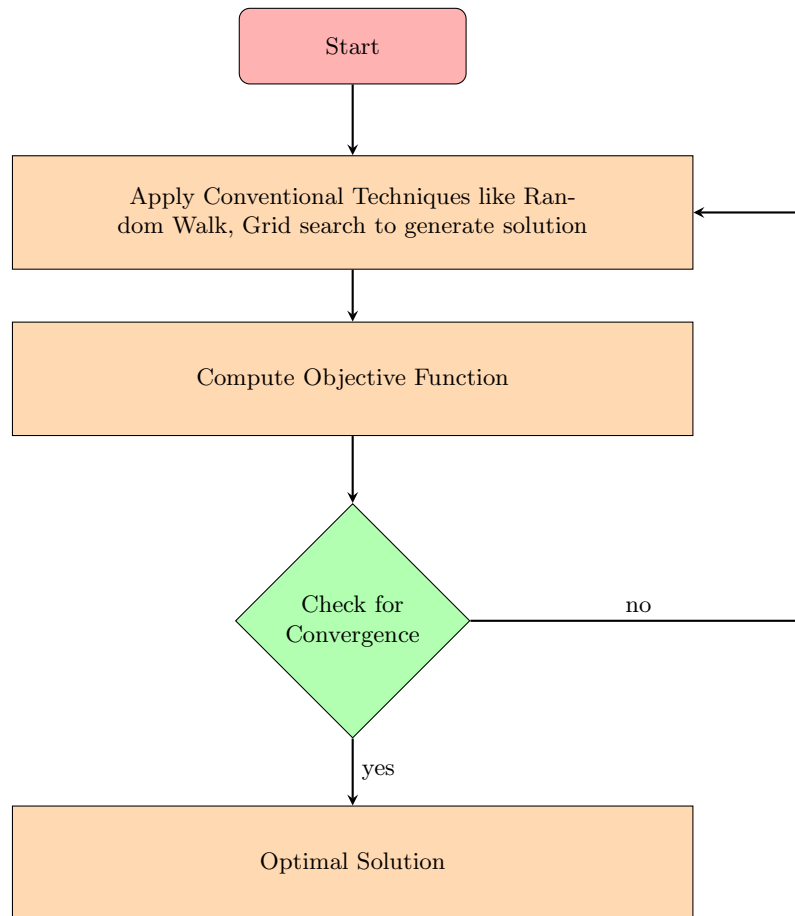 Start
Apply Conventional Techniques like Ran-
dom Walk, Grid search to generate solution
Compute Objective Function
Check for
Convergence
no
yes
Optimal Solution